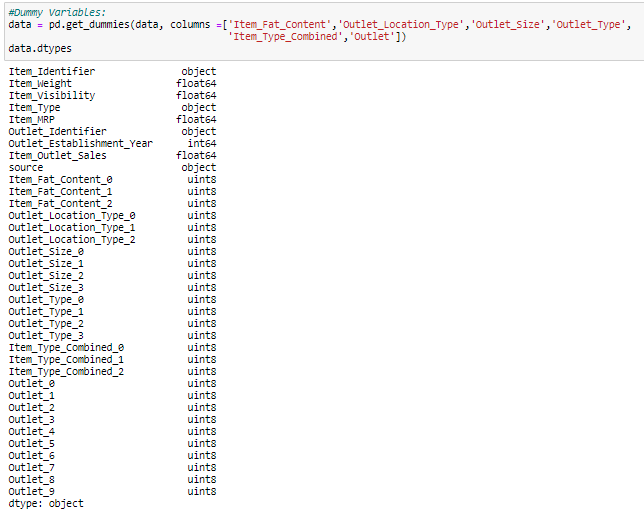 #Dummy Variables:
data = pd.get_dummies(data, columns =['Item_Fat_Content','Outlet_Location_Type','Outlet_Size','Outlet_Type',
'Item_Type_Combined','Outlet'])
data.dtypes
Item_Identifier object
Item_Weight float64
Item_Visibility float64
Item_Type object
Item_MRP float64
Outlet_Identifier object
Outlet_Establishment_Year int64
Item_Outlet_Sales float64
source object
Item_Fat_Content_0 uint8
Item_Fat_Content_1 uint8
Item_Fat_Content_2 uint8
Outlet_Location_Type_0 uint8
Outlet_Location_Type_1 uint8
Outlet_Location_Type_2 uint8
Outlet_Size_0 uint8
Outlet_Size_1 uint8
Outlet_Size_2 uint8
Outlet_Size_3 uint8
Outlet_Type_0 uint8
Outlet_Type_1 uint8
Outlet_Type_2 uint8
Outlet_Type_3 uint8
Item_Type_Combined_0 uint8
Item_Type_Combined_1 uint8
Item_Type_Combined_2 uint8
Outlet_0 uint8
Outlet_1 uint8
Outlet_2 uint8
Outlet_3 uint8
Outlet_4 uint8
Outlet_5 uint8
Outlet_6 uint8
Outlet_7 uint8
Outlet_8 uint8
Outlet_9 uint8
dtype: object